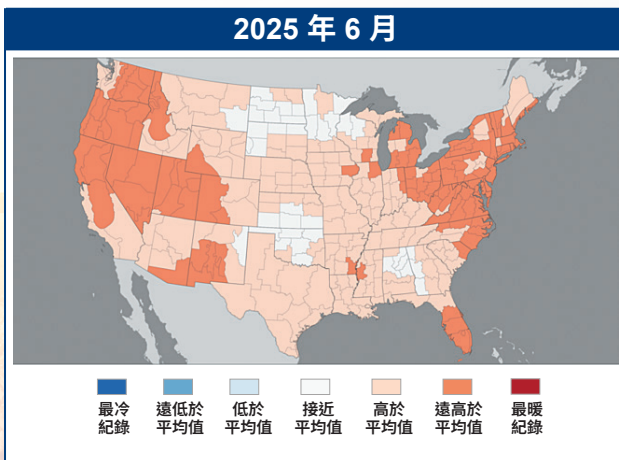 2025 年 6 月
最冷
紀錄
遠低於
平均值
低於
平均值
接近
平均值
高於
平均值
遠高於
平均值
最暖
紀錄